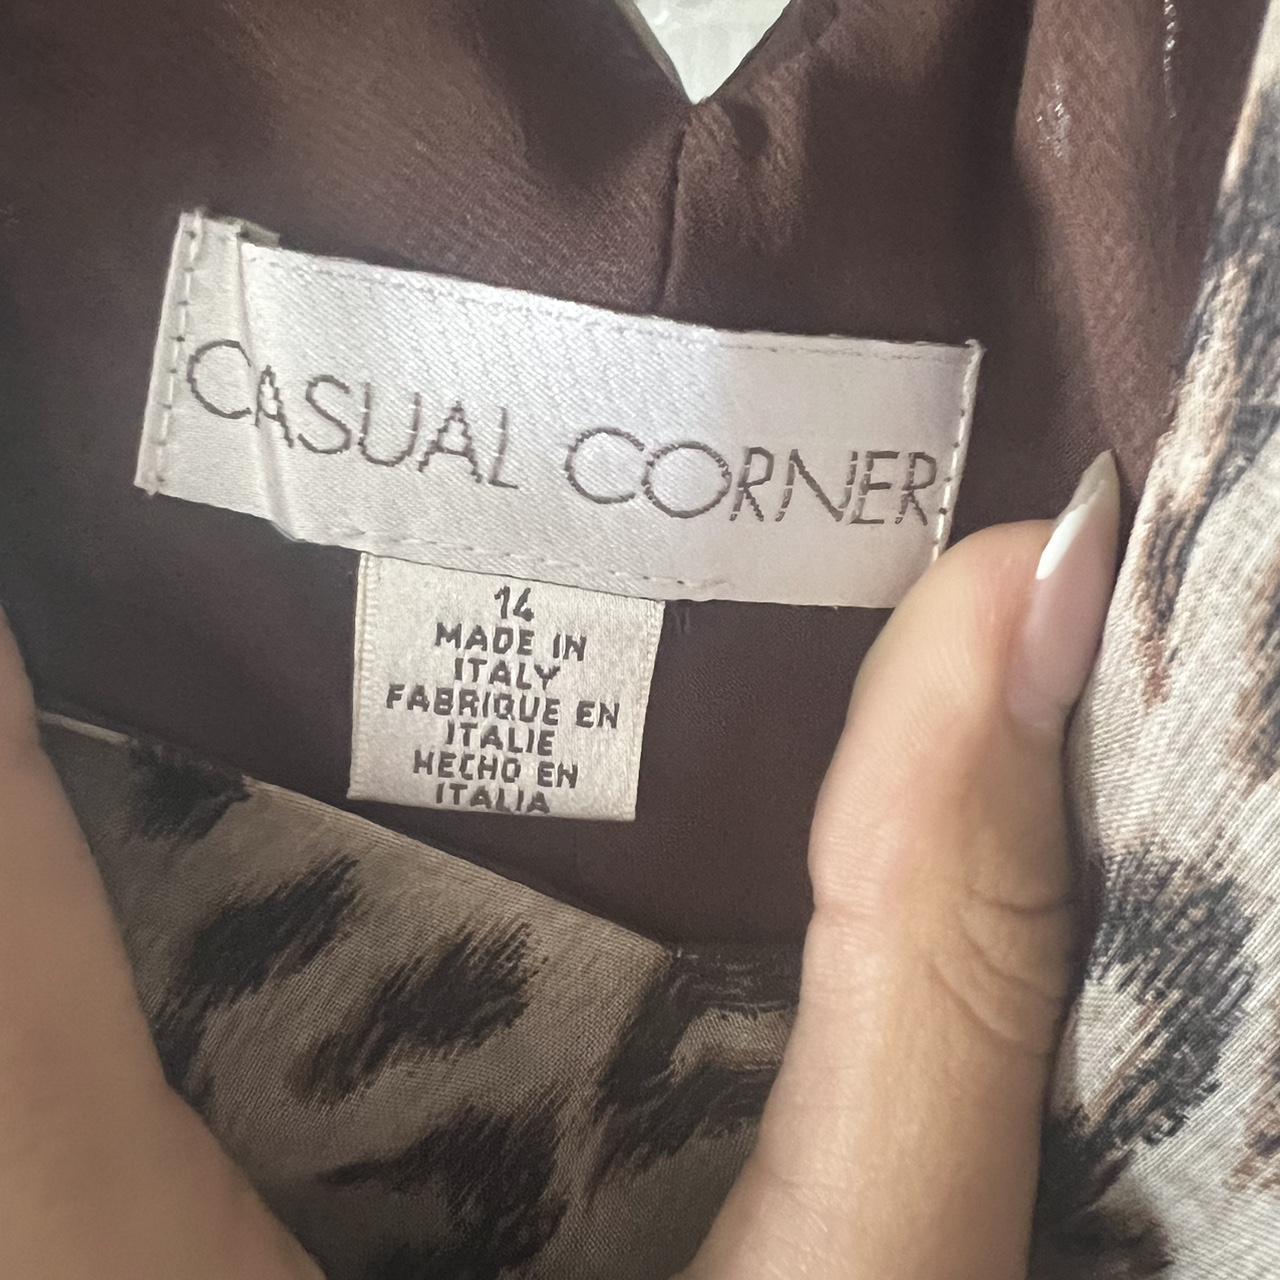 CASUAL CORNER
14
MADE IN
ITALY
FABRIQUE EN
ITALIE
HECHO EN
ITALIA